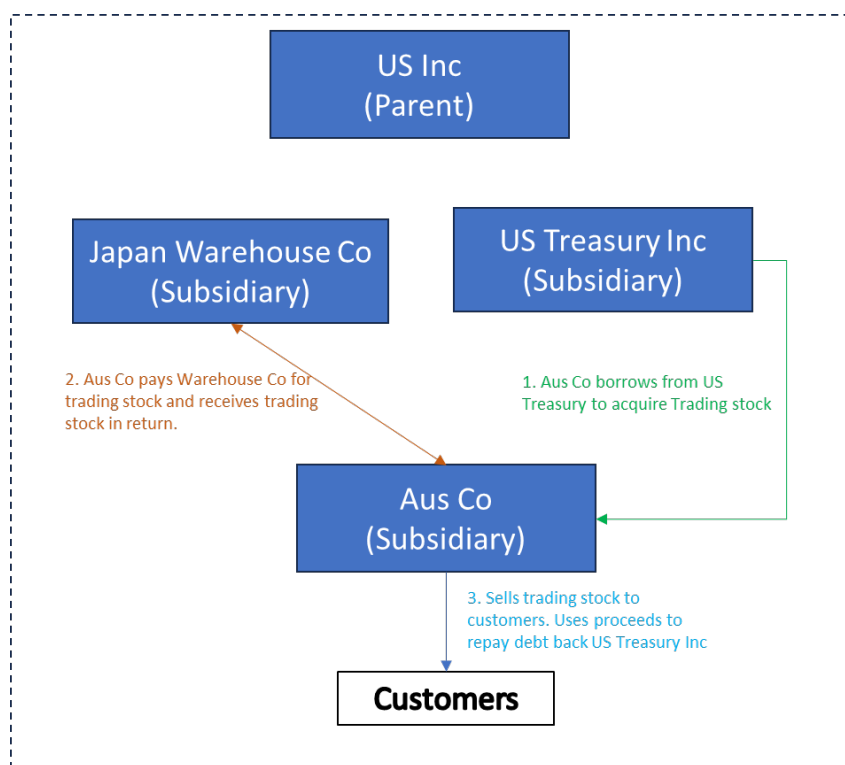 US Inc
(Parent)
Japan Warehouse Co
(Subsidiary)
US Treasury Inc
(Subsidiary)
2. Aus Co pays Warehouse Co for
trading stock and receives trading
stock in return.
1. Aus Co borrows from US
Treasury to acquire Trading stock
Aus Co
(Subsidiary)
3. Sells trading stock to
customers. Uses proceeds to
repay debt back US Treasury Inc
Customers